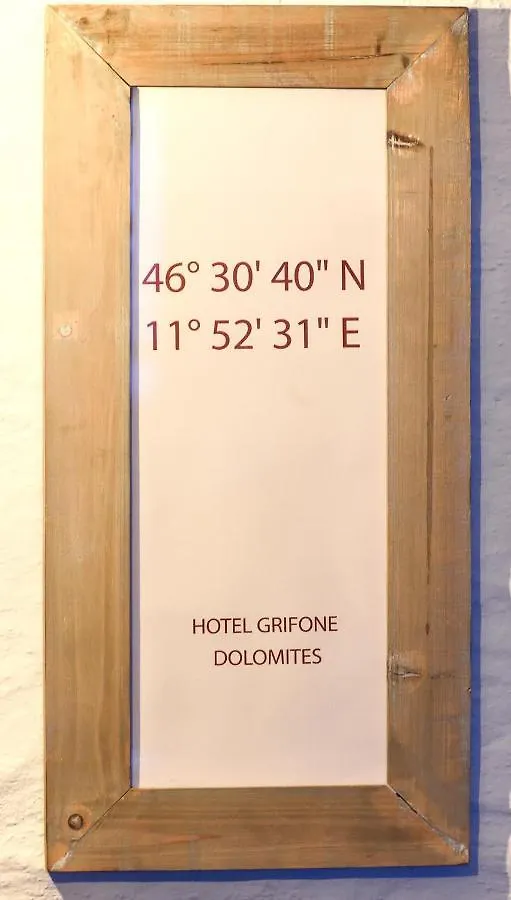 46° 30' 40" N
11° 52' 31" E
HOTEL GRIFONE
DOLOMITES